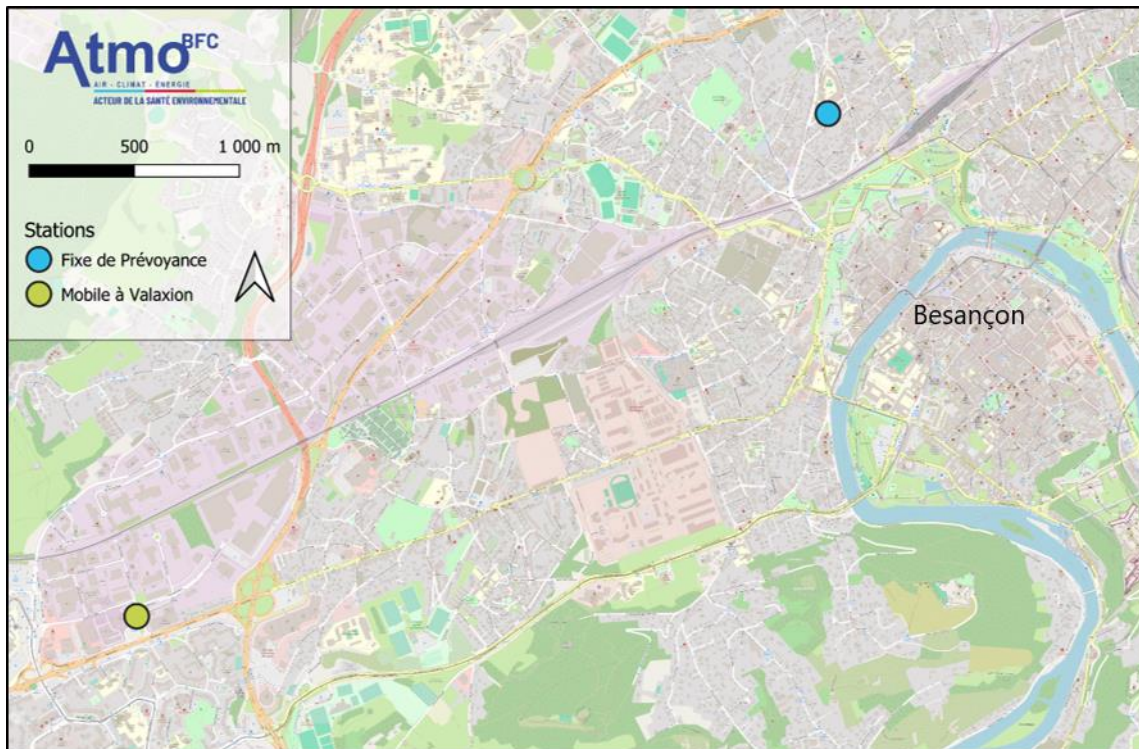 Atmo BFC
AIR - CLIMAT - ENERGIE
ACTEUR DE LA SANTÉ ENVIRONNEMENTALE
0 500 1 000 m
Stations
Fixe de Prévoyance
Mobile à Valaxion
Besançon